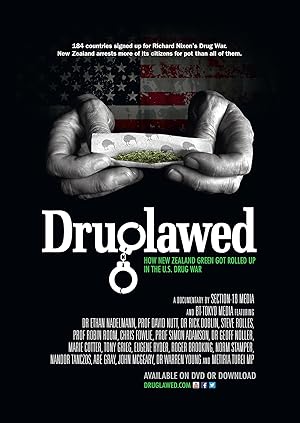 184 countries signed up for Richard Nixon's Drug War.
New Zealand arrests more of its citizens for pot than all of them.
Druglawed
HOW NEW ZEALAND GREEN GOT ROLLED UP
IN THE U.S. DRUG WAR
A DOCUMENTARY BY SECTION-18 MEDIA
AND BT-TOKYO MEDIA FEATURING
DR ETHAN NADELMANN, PROF DAVID NUTT, DR RICK DOBLIN, STEVE ROLLES,
PROF ROBIN ROOM, CHRIS FOWLIE, PROF SIMON ADAMSON, DR GEOFF NOLLER,
MARIE COTTER, TONY GREIG, EUGENE RYDER, ROGER BROOKING, NORM STAMPER,
NANDOR TANCZOS, ABE GRAY, JOHN MCGEARY, DR WARREN YOUNG AND METIRIA TUREI MP
AVAILABLE ON DVD OR DOWNLOAD
DRUGLAWED.COM